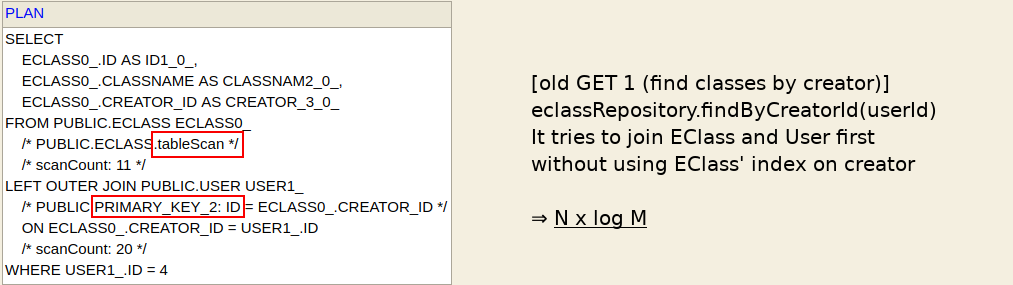 PLAN
SELECT
ECLASS0_.ID AS ID1_0_,
ECLASS0_.CLASSNAME AS CLASSNAM2_0_,
ECLASS0_.CREATOR_ID AS CREATOR_3_0_
FROM PUBLIC.ECLASS ECLASS0_
/* PUBLIC.ECLASS.tableScan */
/* scanCount: 11 */
LEFT OUTER JOIN PUBLIC.USER USER1_
/* PUBLIC.PRIMARY_KEY_2: ID = ECLASS0_.CREATOR_ID */
ON ECLASS0_.CREATOR_ID = USER1_.ID
/* scanCount: 20 */
WHERE USER1_.ID = 4
[old GET 1 (find classes by creator)]
eclassRepository.findByCreatorId(userId)
It tries to join EClass and User first
without using EClass' index on creator
⇒ N x log M